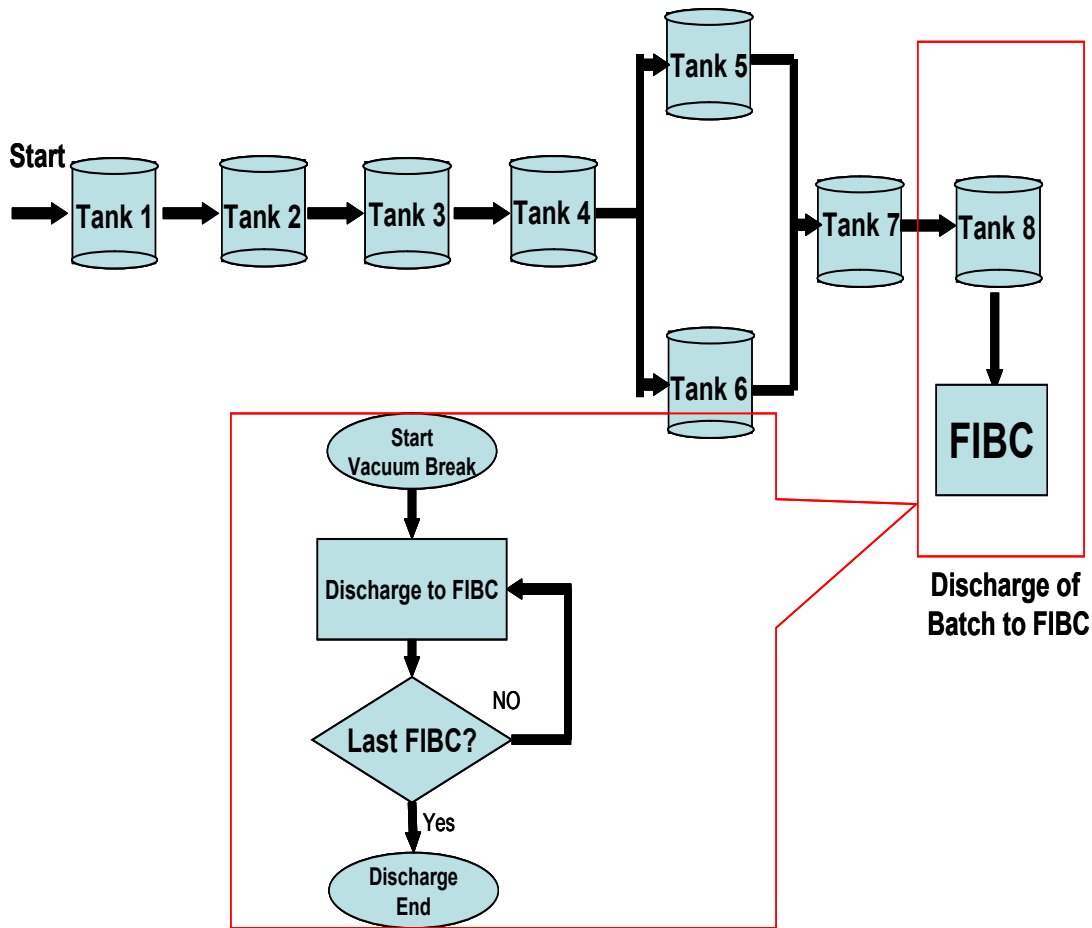 Start
Tank 1
Tank 2
Tank 3
Tank 4
Tank 5
Tank 6
Tank 7
Tank 8
FIBC
Discharge of
Batch to FIBC
Start
Vacuum Break
Discharge to FIBC
Last FIBC?
NO
Yes
Discharge
End